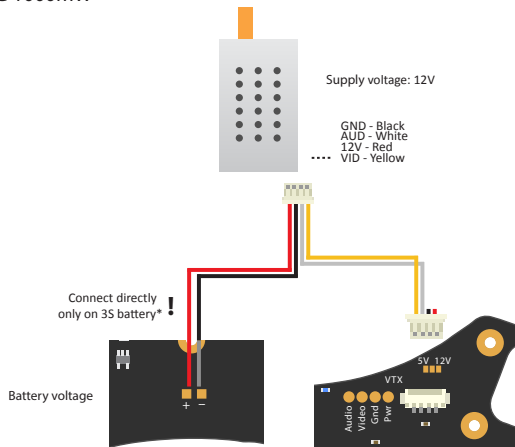 Supply voltage: 12V
GND - Black
AUD - White
12V - Red
VID - Yellow
Connect directly
only on 3S battery* !
Battery voltage
+ −
5V 12V
VTX
Audio
Video
Gnd
Pwr